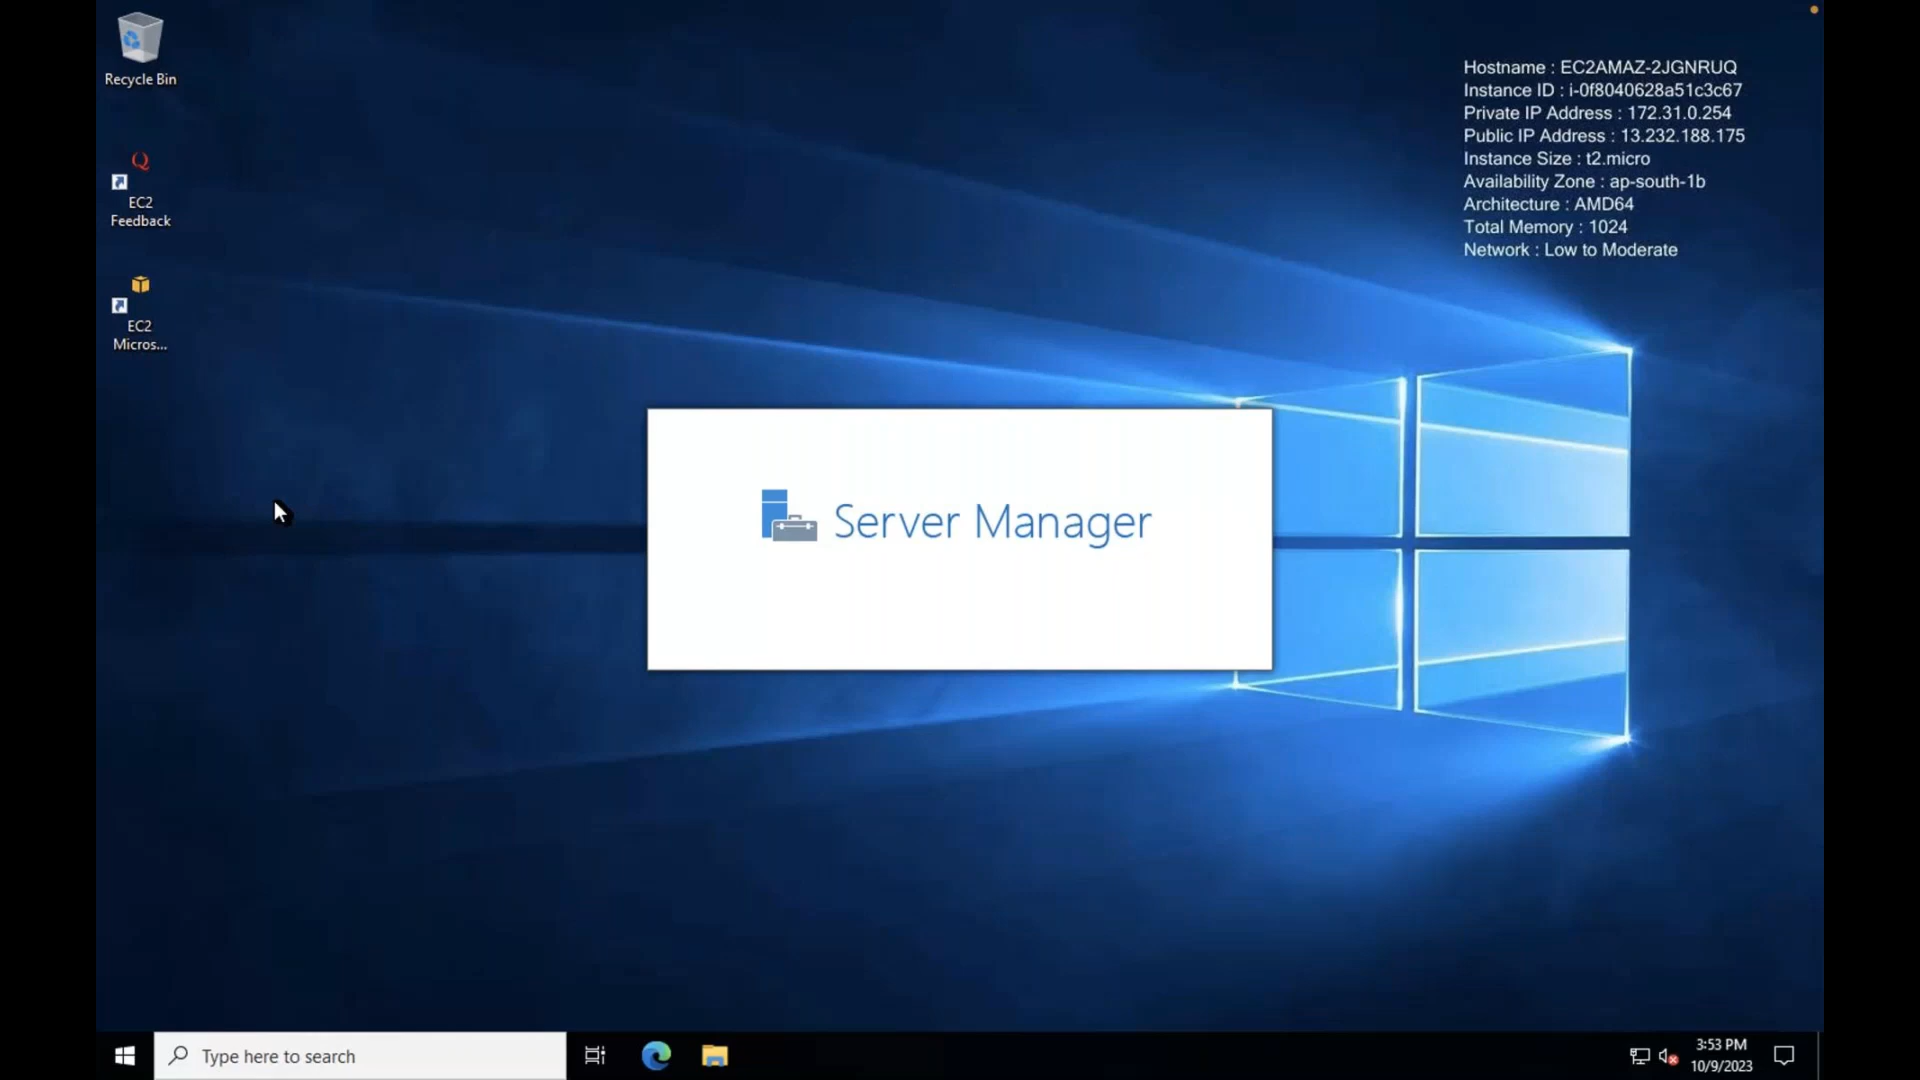 Recycle Bin
EC2
Feedback
EC2
Micros...
Hostname : EC2AMAZ-2JGNRUQ
Instance ID : i-0f8040628a51c3c67
Private IP Address : 172.31.0.254
Public IP Address : 13.232.188.175
Instance Size : t2.micro
Availability Zone : ap-south-1b
Architecture : AMD64
Total Memory : 1024
Network : Low to Moderate
Server Manager
Type here to search
3:53 PM
10/9/2023